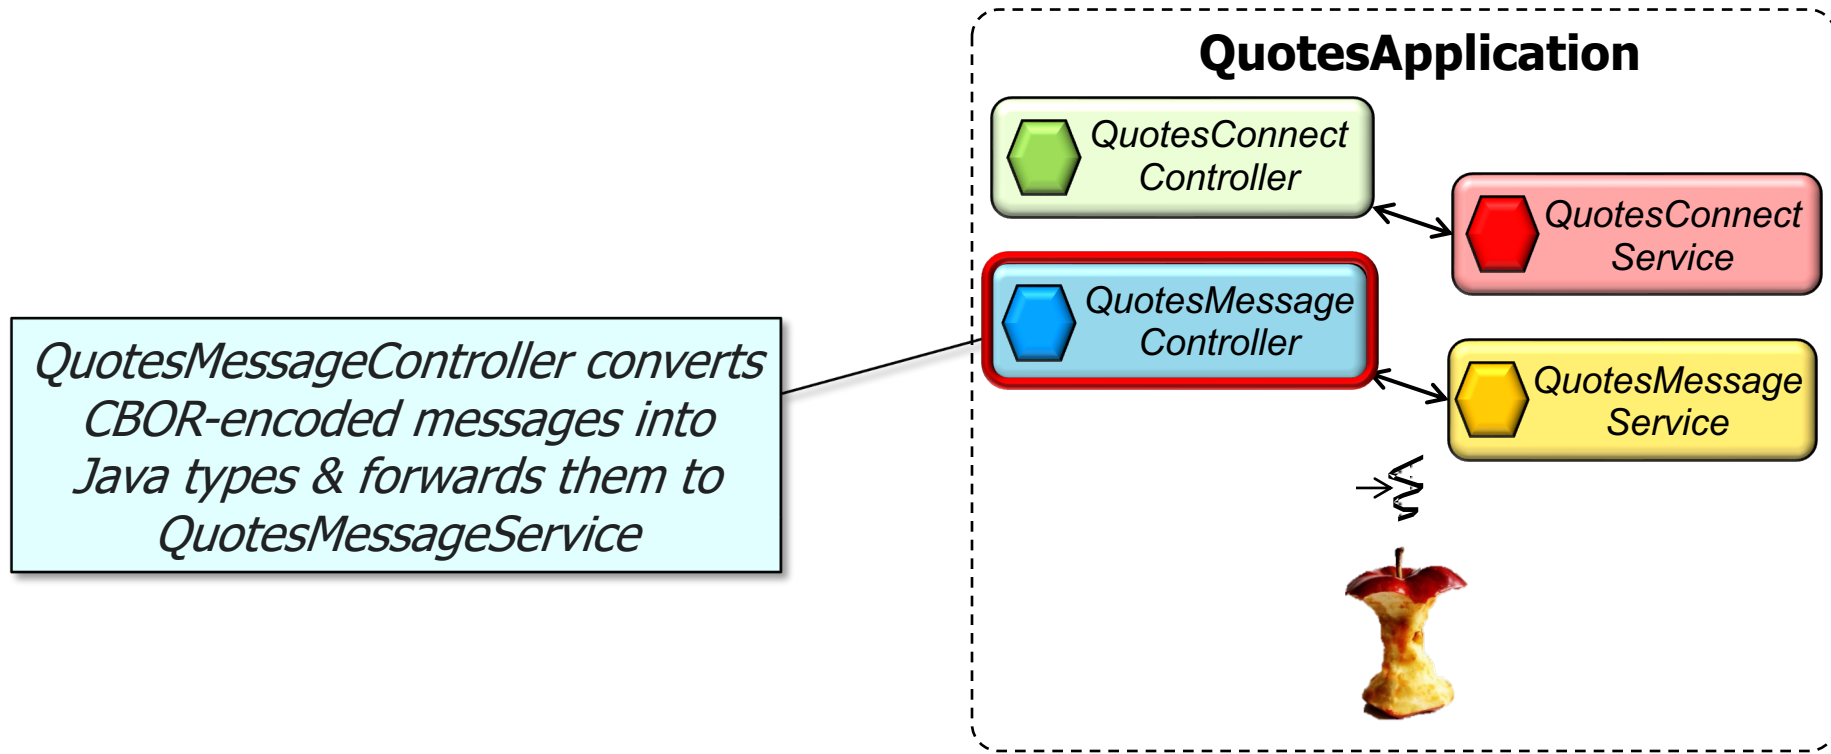 QuotesApplication
QuotesConnect
Controller
QuotesConnect
Service
QuotesMessage
Controller
QuotesMessage
Service
QuotesMessageController converts
CBOR-encoded messages into
Java types & forwards them to
QuotesMessageService